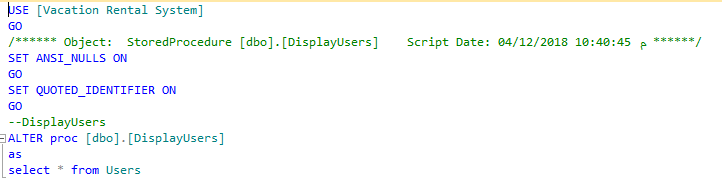 USE [Vacation Rental System]
GO
/****** Object:  StoredProcedure [dbo].[DisplayUsers]    Script Date: 04/12/2018 10:40:45 م ******/
SET ANSI_NULLS ON
GO
SET QUOTED_IDENTIFIER ON
GO
--DisplayUsers
ALTER proc [dbo].[DisplayUsers]
as
select * from Users